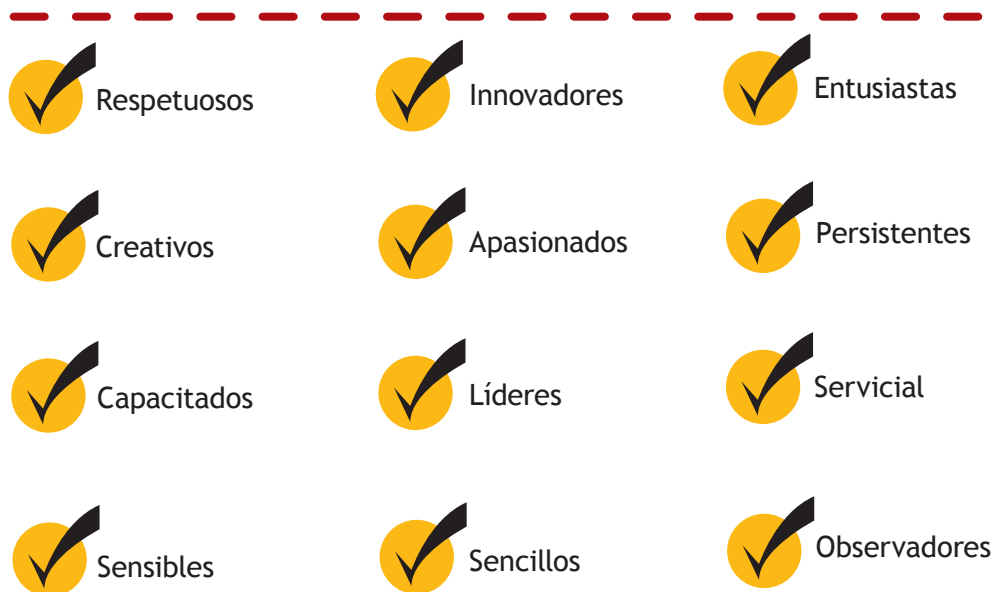 Respetuosos
Innovadores
Entusiastas
Creativos
Apasionados
Persistentes
Capacitados
Líderes
Servicial
Sensibles
Sencillos
Observadores